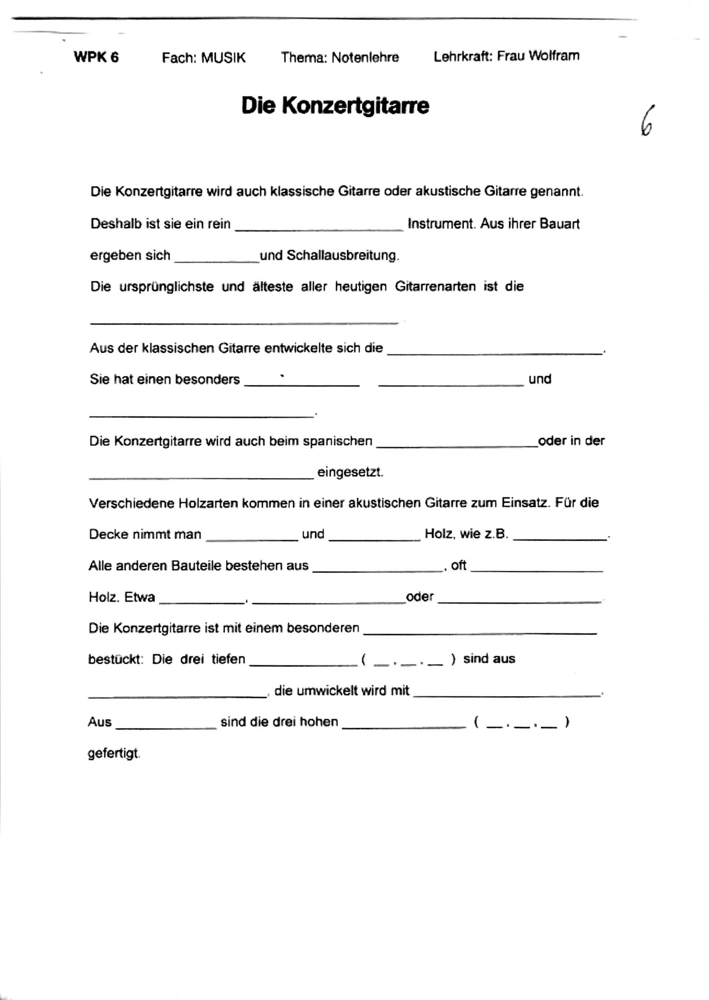 WPK 6 Fach: MUSIK Thema: Notenlehre Lehrkraft: Frau Wolfram
Die Konzertgitarre
6
Die Konzertgitarre wird auch klassische Gitarre oder akustische Gitarre genannt.
Deshalb ist sie ein rein ____________________ Instrument. Aus ihrer Bauart
ergeben sich __________und Schallausbreitung.
Die ursprünglichste und älteste aller heutigen Gitarrenarten ist die
____________________________________.
Aus der klassischen Gitarre entwickelte sich die _________________________.
Sie hat einen besonders ______________ _________________ und
__________________________.
Die Konzertgitarre wird auch beim spanischen ___________________oder in der
__________________________ eingesetzt.
Verschiedene Holzarten kommen in einer akustischen Gitarre zum Einsatz. Für die
Decke nimmt man ___________ und ___________ Holz, wie z.B. ___________.
Alle anderen Bauteile bestehen aus _______________, oft ________________
Holz. Etwa __________, __________________oder ___________________
Die Konzertgitarre ist mit einem besonderen ___________________________
bestückt: Die drei tiefen _____________ ( __ . __ . __ ) sind aus
_____________________, die umwickelt wird mit ______________________.
Aus ____________ sind die drei hohen ______________ ( __ . __ . __ )
gefertigt.